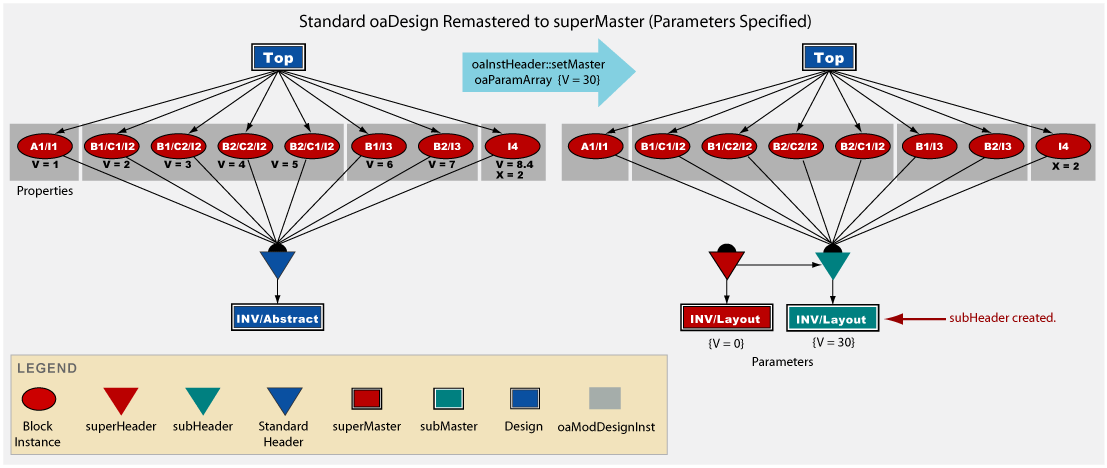 Standard oaDesign Remastered to superMaster (Parameters Specified)
Top
oaInstHeader::setMaster
oaParamArray {V = 30}
Top
A1/I1
B1/C1/I2
B1/C2/I2
B2/C2/I2
B2/C1/I2
B1/I3
B2/I3
I4
V = 1
V = 2
V = 3
V = 4
V = 5
V = 6
V = 7
V = 8.4
X = 2
Properties
A1/I1
B1/C1/I2
B1/C2/I2
B2/C2/I2
B2/C1/I2
B1/I3
B2/I3
I4
X = 2
INV/Abstract
INV/Layout
INV/Layout
subHeader created.
{V = 0}
{V = 30}
Parameters
LEGEND
Block
Instance
superHeader
subHeader
Standard
Header
superMaster
subMaster
Design
oaModDesignInst